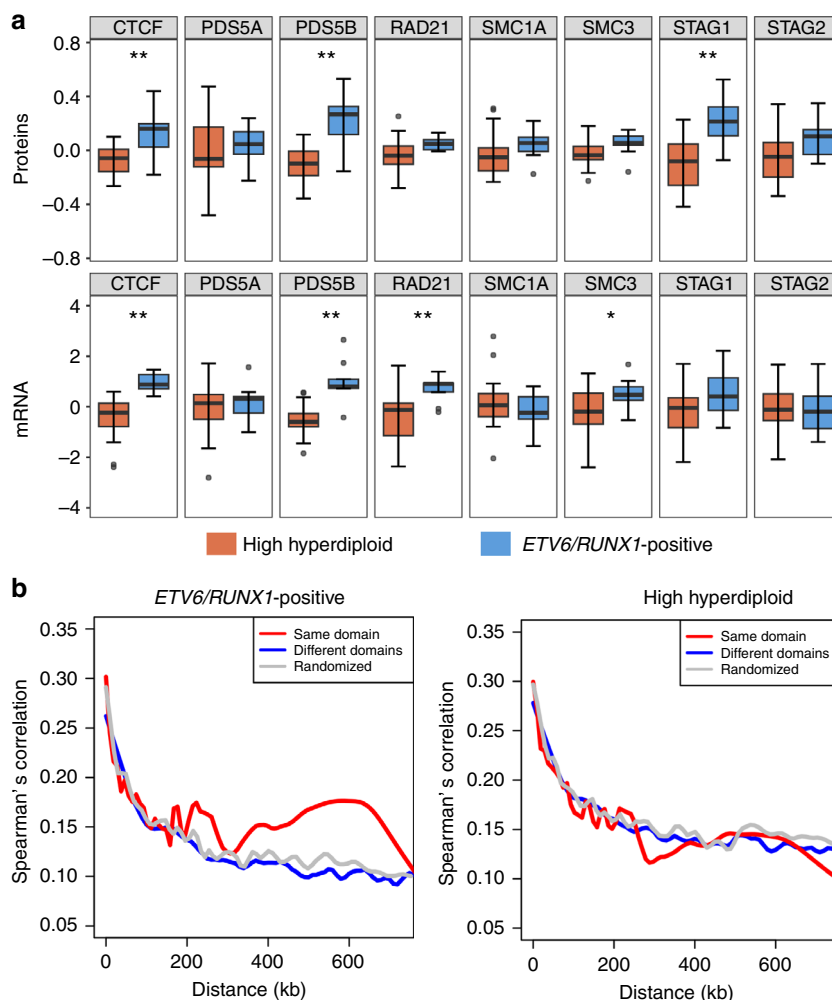 a
CTCF PDS5A PDS5B RAD21 SMC1A SMC3 STAG1 STAG2
** ** **
0.8
0.4
0.0
−0.4
−0.8
Proteins
CTCF PDS5A PDS5B RAD21 SMC1A SMC3 STAG1 STAG2
** ** ** *
4
2
0
−2
−4
mRNA
High hyperdiploid ETV6/RUNX1-positive
b
ETV6/RUNX1-positive
0.35
0.30
0.25
0.20
0.15
0.10
0.05
Spearman' s correlation
Same domain
Different domains
Randomized
0 200 400 600
Distance (kb)
High hyperdiploid
0.35
0.30
0.25
0.20
0.15
0.10
0.05
Spearman' s correlation
Same domain
Different domains
Randomized
0 200 400 600
Distance (kb)